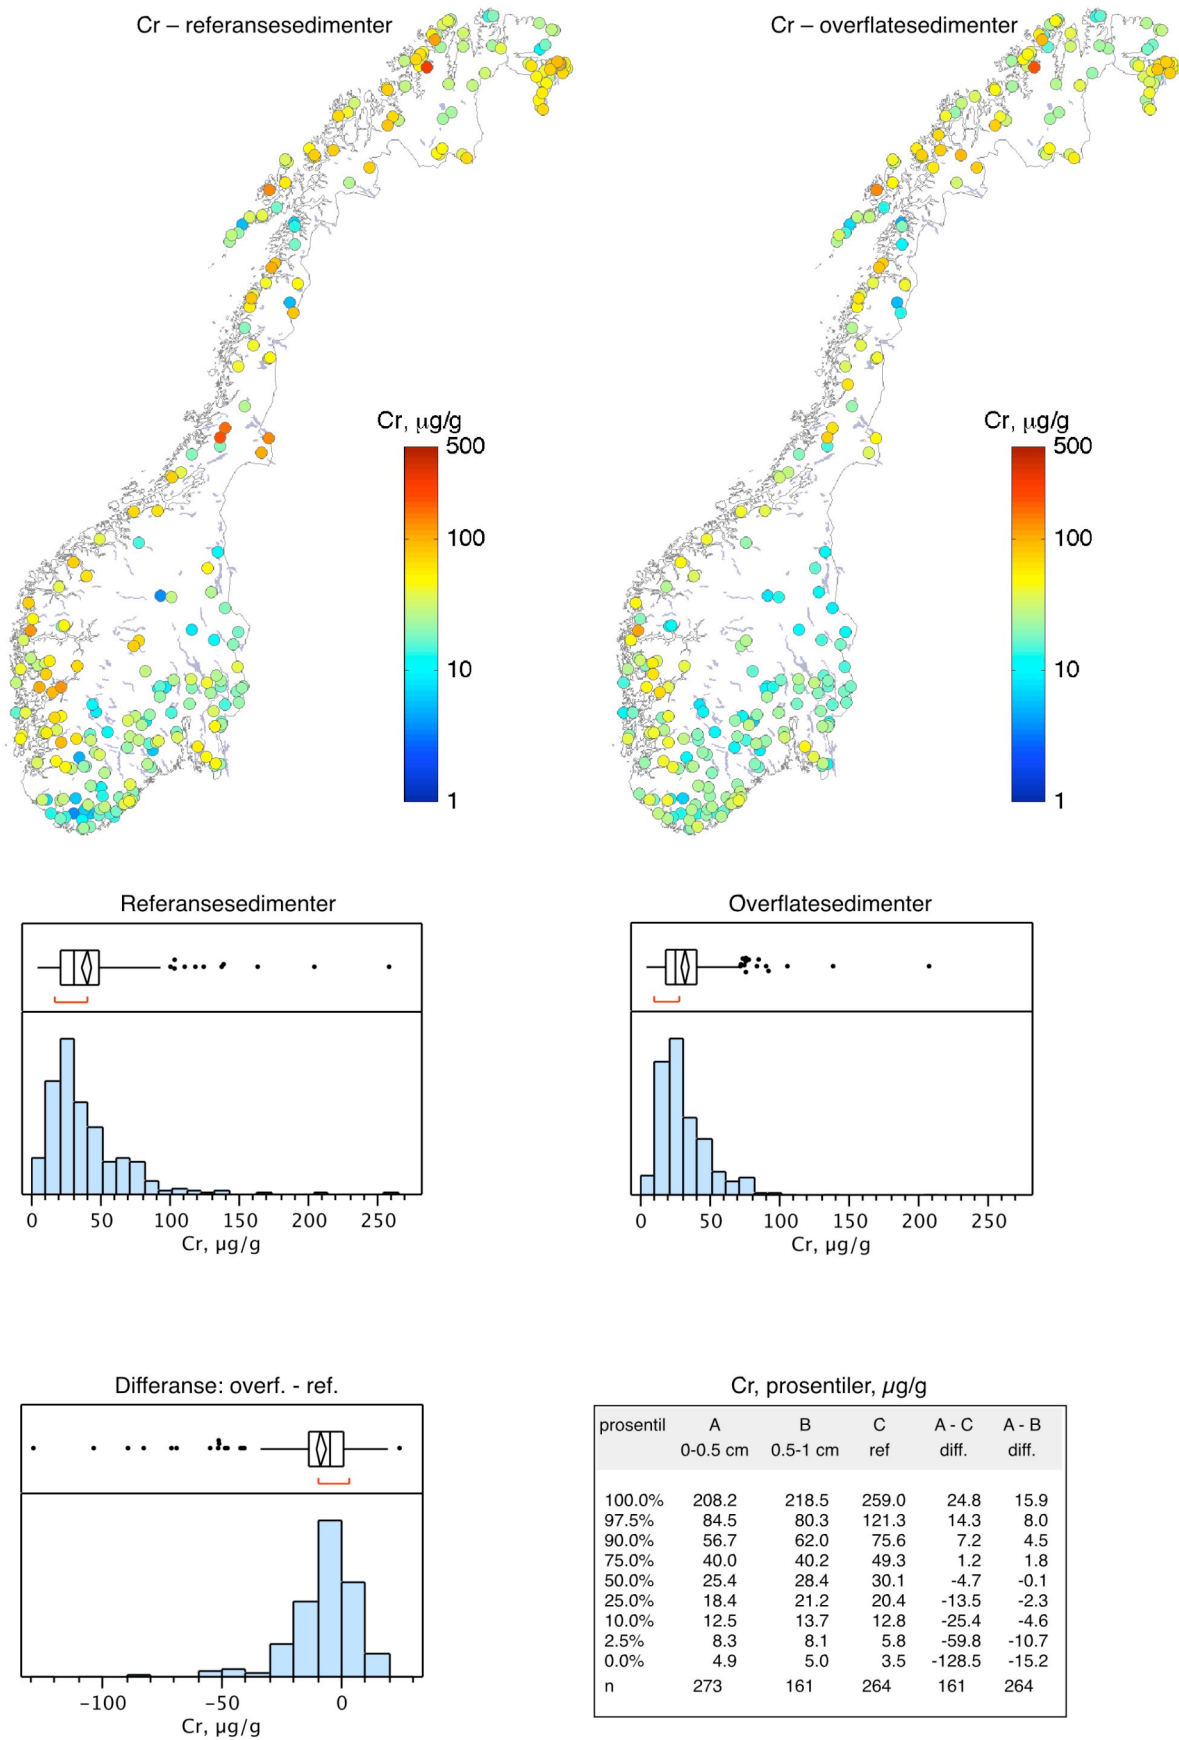 Cr – referansesedimenter
Cr – overflatesedimenter
Cr, µg/g
500
100
10
1
Cr, µg/g
500
100
10
1
Referansesedimenter
0 50 100 150 200 250
Cr, µg/g
Overflatesedimenter
0 50 100 150 200 250
Cr, µg/g
Differanse: overf. - ref.
−100 −50 0
Cr, µg/g
Cr, prosentiler, µg/g
prosentil A B C A - C A - B
0-0.5 cm 0.5-1 cm ref diff. diff.
100.0% 208.2 218.5 259.0 24.8 15.9
97.5% 84.5 80.3 121.3 14.3 8.0
90.0% 56.7 62.0 75.6 7.2 4.5
75.0% 40.0 40.2 49.3 1.2 1.8
50.0% 25.4 28.4 30.1 -4.7 -0.1
25.0% 18.4 21.2 20.4 -13.5 -2.3
10.0% 12.5 13.7 12.8 -25.4 -4.6
2.5% 8.3 8.1 5.8 -59.8 -10.7
0.0% 4.9 5.0 3.5 -128.5 -15.2
n 273 161 264 161 264